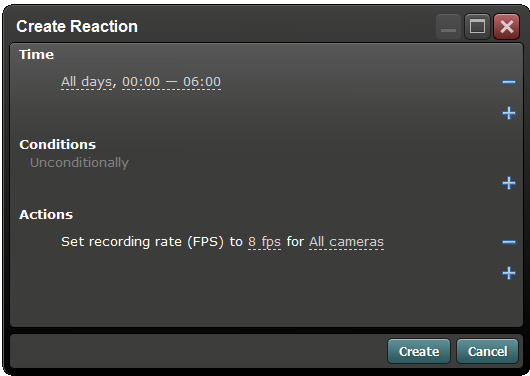 Create Reaction
Time
All days, 00:00 — 06:00
Conditions
Unconditionally
Actions
Set recording rate (FPS) to 8 fps for All cameras
Create Cancel